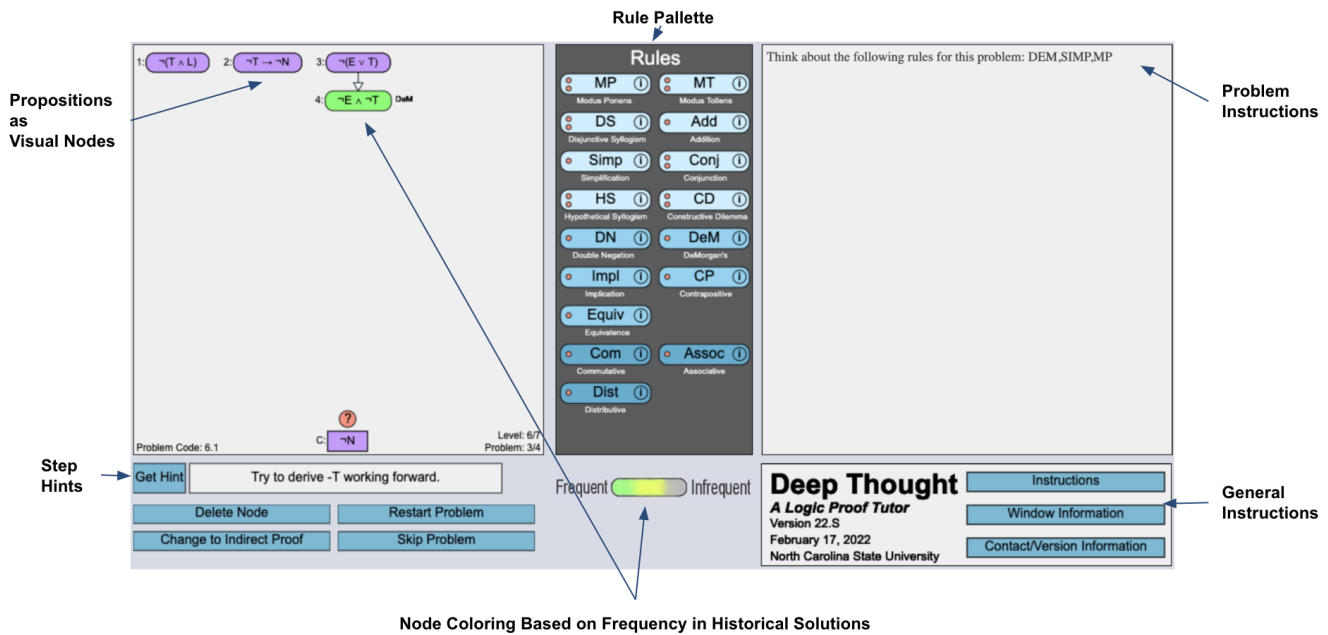 Rule Pallette
1: ¬(T ∧ L) 2: ¬T → ¬N 3: ¬(E ∨ T)
4: ¬E ∧ ¬T DeM
Propositions
as
Visual Nodes
Rules
MP i MT i
Modus Ponens Modus Tollens
DS i Add i
Disjunctive Syllogism Addition
Simp i Conj i
Simplification Conjunction
HS i CD i
Hypothetical Syllogism Constructive Dilemma
DN i DeM i
Double Negation DeMorgan's
Impl i CP i
Implication Contrapositive
Equiv i
Equivalence
Com i Assoc i
Commutative Associative
Dist i
Distributive
Think about the following rules for this problem: DEM,SIMP,MP
Problem
Instructions
?
C: ¬N
Problem Code: 6.1
Level: 6/7
Problem: 3/4
Step
Hints
Get Hint Try to derive -T working forward.
Delete Node Restart Problem
Change to Indirect Proof Skip Problem
Frequent Infrequent
Deep Thought
A Logic Proof Tutor
Version 22.S
February 17, 2022
North Carolina State University
Instructions
Window Information
Contact/Version Information
General
Instructions
Node Coloring Based on Frequency in Historical Solutions